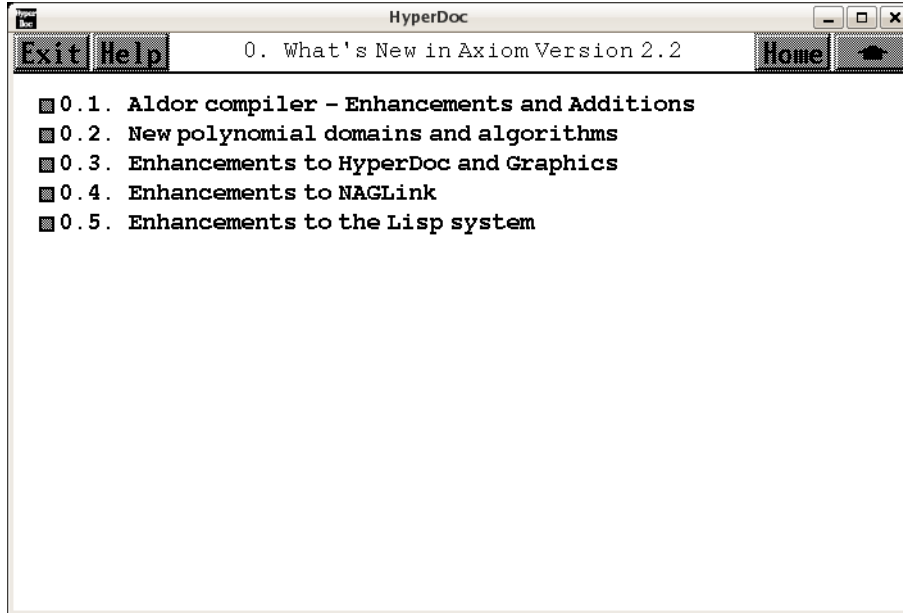 Hyper Doc
HyperDoc
Exit Help 0. What's New in Axiom Version 2.2 Home
0.1. Aldor compiler - Enhancements and Additions
0.2. New polynomial domains and algorithms
0.3. Enhancements to HyperDoc and Graphics
0.4. Enhancements to NAGLink
0.5. Enhancements to the Lisp system